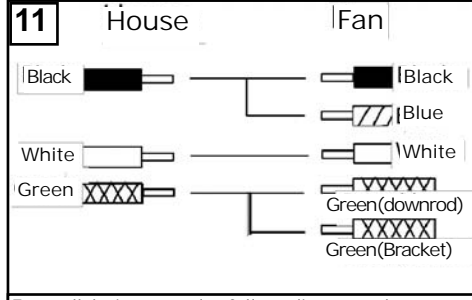 11 House Fan
Black Black
Blue
White White
Green
Green(downrod)
Green(Bracket)